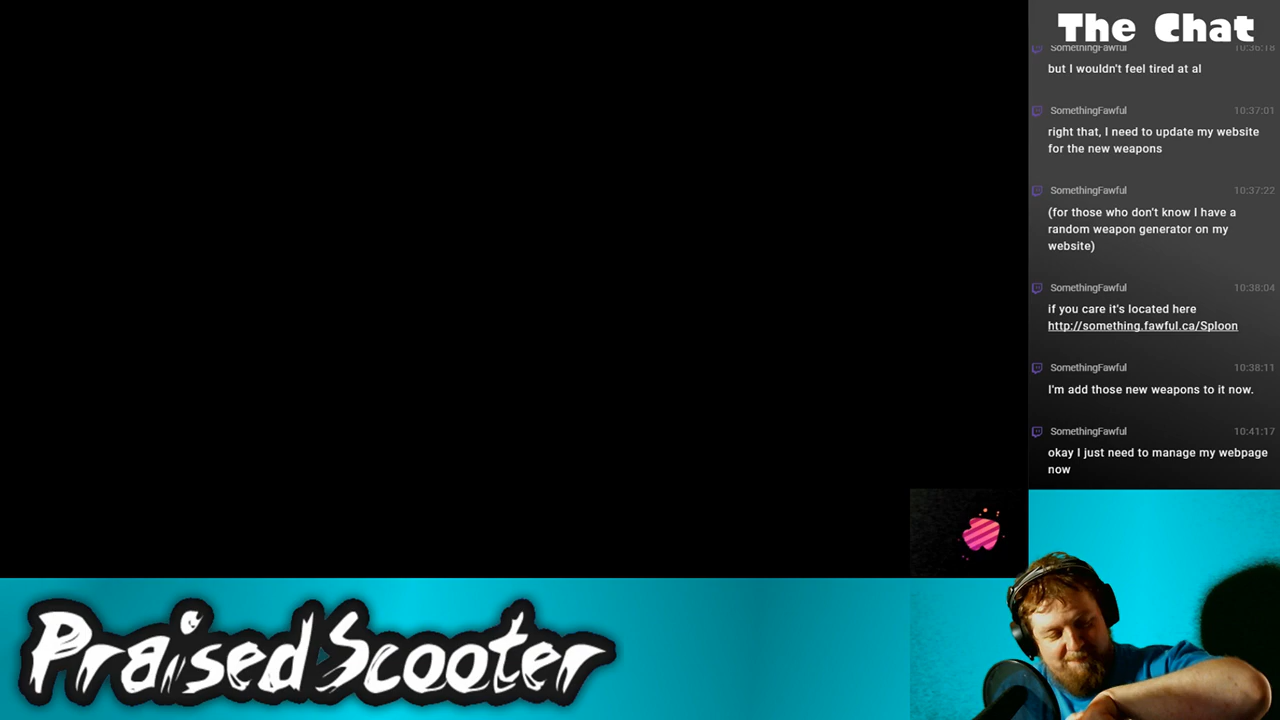 The Chat
SomethingFawful 10:36:18
but I wouldn't feel tired at al
SomethingFawful 10:37:01
right that, I need to update my website
for the new weapons
SomethingFawful 10:37:22
(for those who don't know I have a
random weapon generator on my
website)
SomethingFawful 10:38:04
if you care it's located here
http://something.fawful.ca/Sploon
SomethingFawful 10:38:11
I'm add those new weapons to it now.
SomethingFawful 10:41:17
okay I just need to manage my webpage
now
PraisedScooter